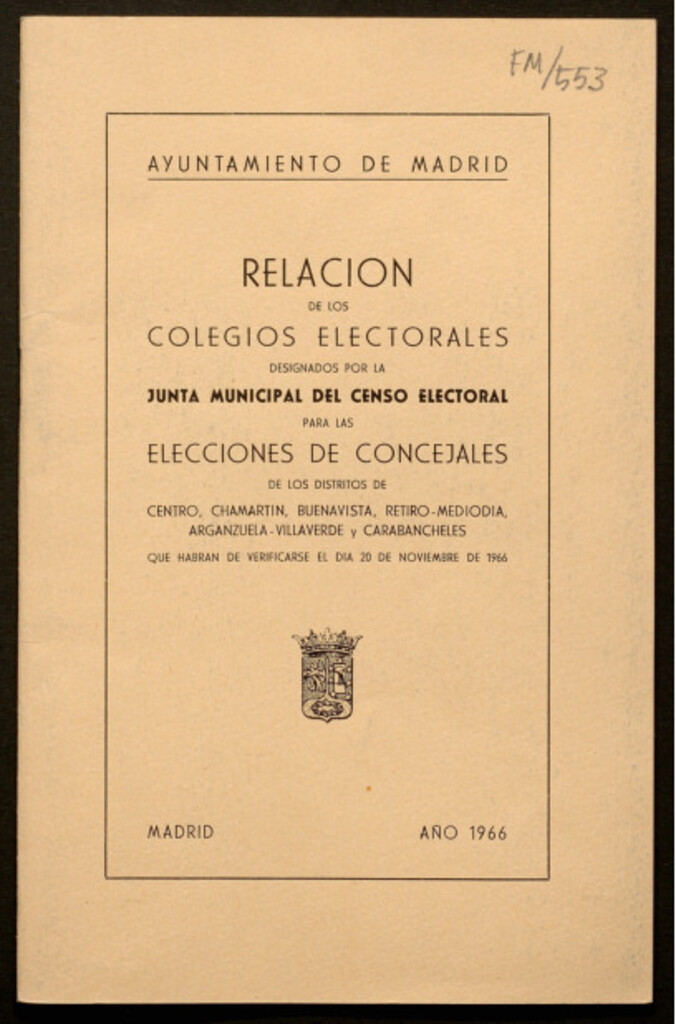 FM/553
AYUNTAMIENTO DE MADRID
RELACION
DE LOS
COLEGIOS ELECTORALES
DESIGNADOS POR LA
JUNTA MUNICIPAL DEL CENSO ELECTORAL
PARA LAS
ELECCIONES DE CONCEJALES
DE LOS DISTRITOS DE
CENTRO, CHAMARTIN, BUENAVISTA, RETIRO-MEDIODIA,
ARGANZUELA-VILLAVERDE y CARABANCHELES
QUE HABRAN DE VERIFICARSE EL DIA 20 DE NOVIEMBRE DE 1966
MADRID AÑO 1966